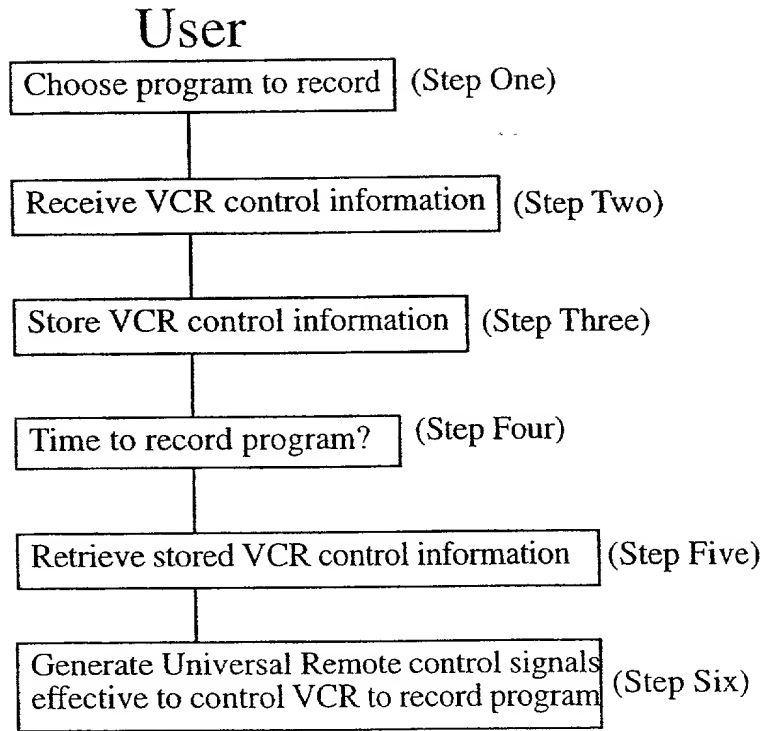 User
Choose program to record (Step One)
Receive VCR control information (Step Two)
Store VCR control information (Step Three)
Time to record program? (Step Four)
Retrieve stored VCR control information (Step Five)
Generate Universal Remote control signals
effective to control VCR to record program (Step Six)